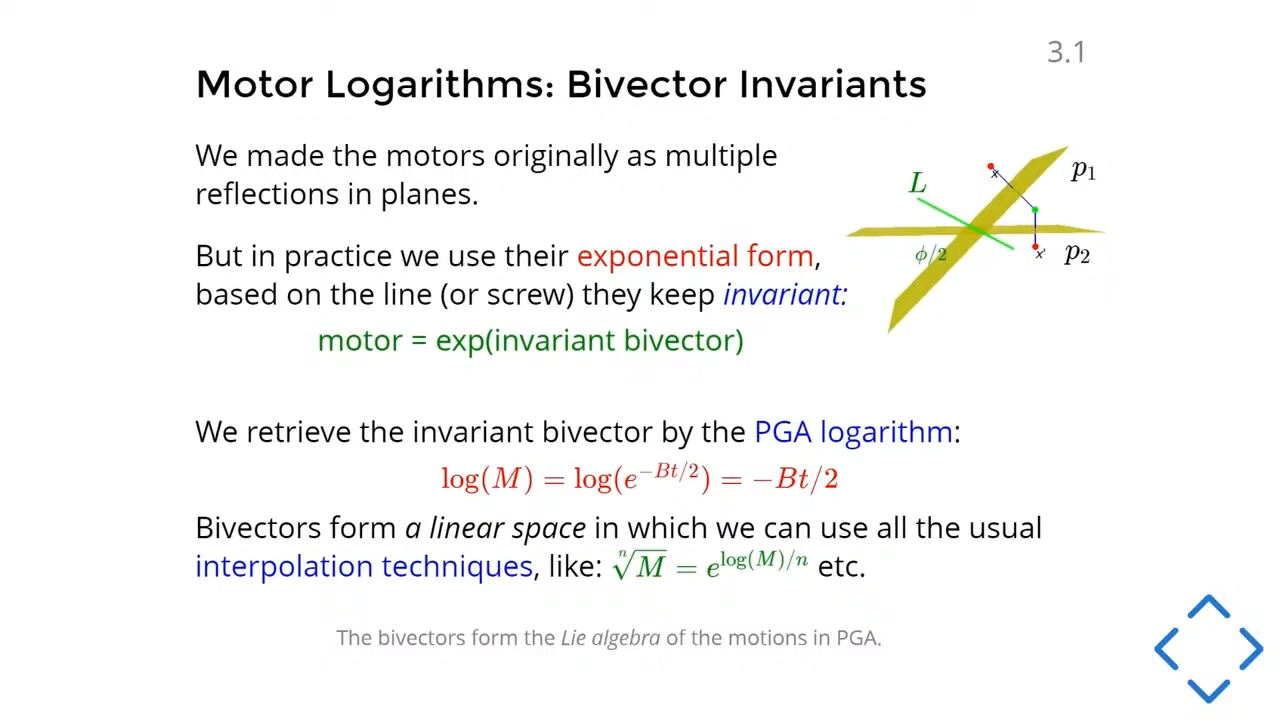 3.1
Motor Logarithms: Bivector Invariants
We made the motors originally as multiple
reflections in planes.
L
x
p₁
ϕ/2
x'
p₂
But in practice we use their exponential form,
based on the line (or screw) they keep invariant:
motor = exp(invariant bivector)
We retrieve the invariant bivector by the PGA logarithm:
log(M) = log(e^{−Bt/2}) = −Bt/2
Bivectors form a linear space in which we can use all the usual
interpolation techniques, like: ⁿ√M = e^{log(M)/n} etc.
The bivectors form the Lie algebra of the motions in PGA.